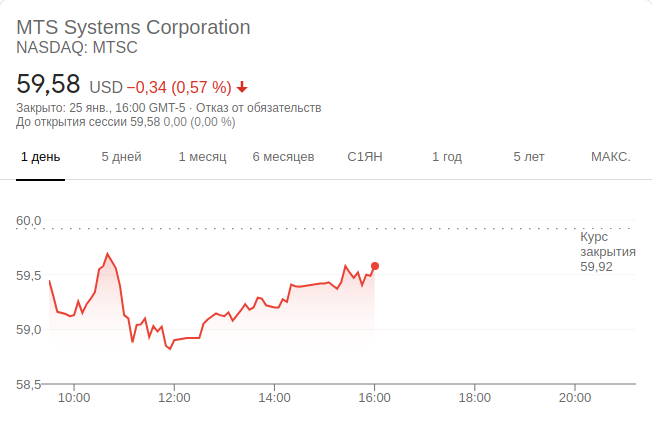 MTS Systems Corporation
NASDAQ: MTSC
59,58 USD −0,34 (0,57 %)
Закрыто: 25 янв., 16:00 GMT-5 · Отказ от обязательств
До открытия сессии 59,58 0,00 (0,00 %)
1 день 5 дней 1 месяц 6 месяцев С1ЯН 1 год 5 лет МАКС.
60,0
Курс
закрытия
59,92
59,5
59,0
58,5
10:00 12:00 14:00 16:00 18:00 20:00